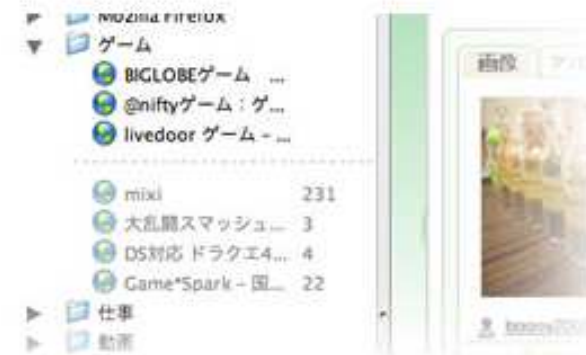 Mozilla Firefox
ゲーム
BIGLOBEゲーム ...
@niftyゲーム：ゲ...
livedoor ゲーム – ...
mixi 231
大乱闘スマッシュ... 3
DS対応 ドラクエ4... 4
Game*Spark – 国... 22
仕事
動画
画像